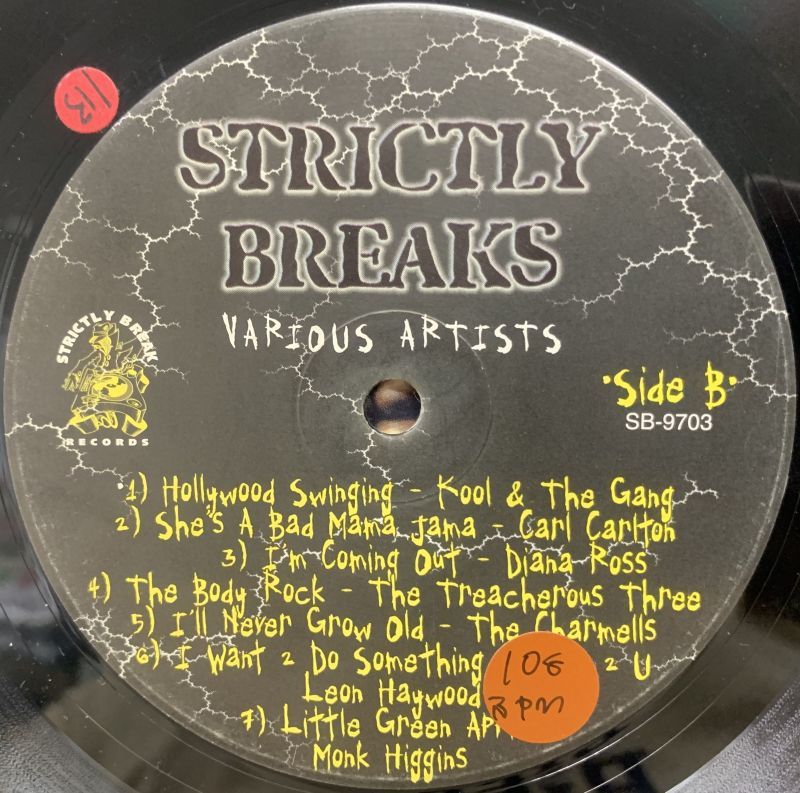 STRICTLY
BREAKS
VARIOUS ARTISTS
STRICTLY BREAK
RECORDS
·Side B·
SB-9703
1) Hollywood Swinging - Kool & The Gang
2) She's A Bad Mama Jama - Carl Carlton
3) I'm Coming Out - Diana Ross
4) The Body Rock - The Treacherous Three
5) I'll Never Grow Old - The Charmells
6) I Want 2 Do Something 2 U
Leon Haywood
7) Little Green
Monk Higgins
108
BPM